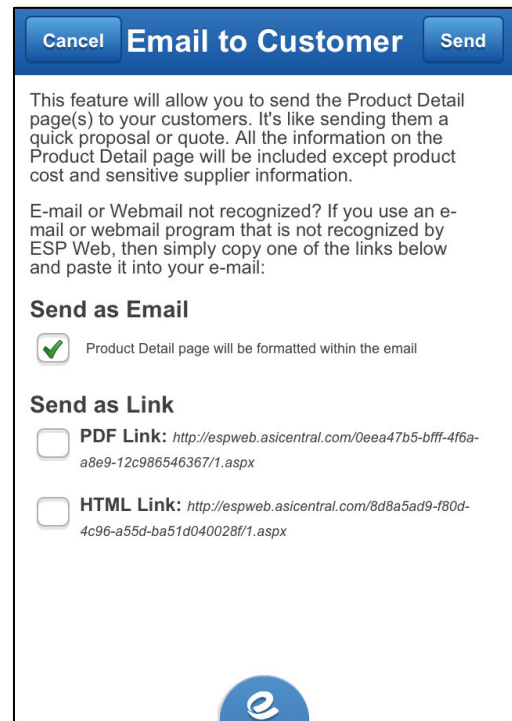 Cancel Email to Customer Send
This feature will allow you to send the Product Detail
page(s) to your customers. It's like sending them a
quick proposal or quote. All the information on the
Product Detail page will be included except product
cost and sensitive supplier information.
E-mail or Webmail not recognized? If you use an e-
mail or webmail program that is not recognized by
ESP Web, then simply copy one of the links below
and paste it into your e-mail:
Send as Email
Product Detail page will be formatted within the email
Send as Link
PDF Link: http://espweb.asicentral.com/0eea47b5-bfff-4f6a-
a8e9-12c986546367/1.aspx
HTML Link: http://espweb.asicentral.com/8d8a5ad9-f80d-
4c96-a55d-ba51d040028f/1.aspx
e